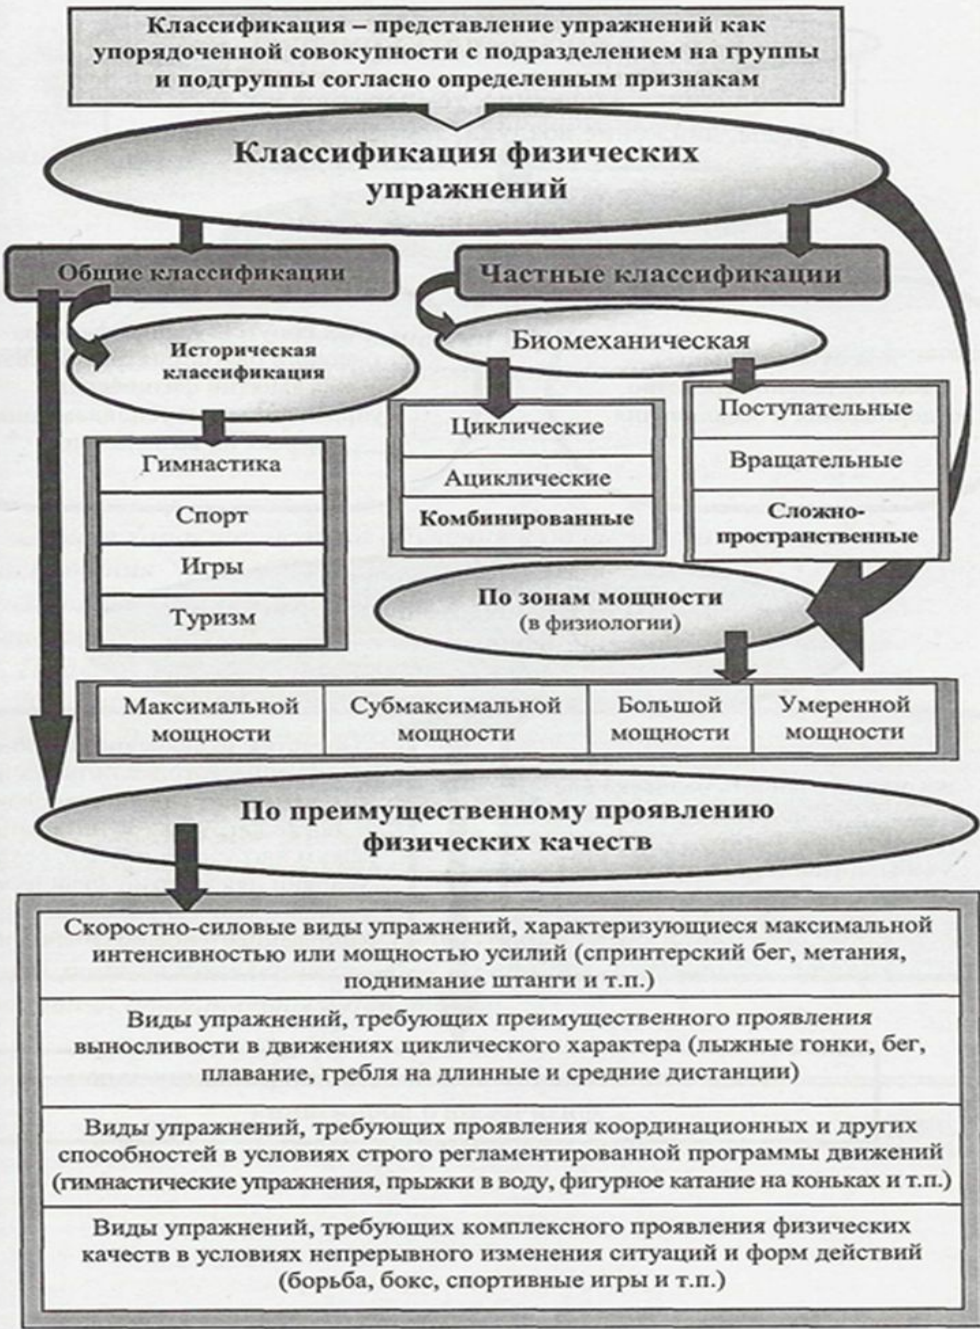 Классификация – представление упражнений как
упорядоченной совокупности с подразделением на группы
и подгруппы согласно определенным признакам
Классификация физических
упражнений
Общие классификации
Частные классификации
Историческая
классификация
Биомеханическая
Гимнастика
Спорт
Игры
Туризм
Циклические
Ациклические
Комбинированные
Поступательные
Вращательные
Сложно-
пространственные
По зонам мощности
(в физиологии)
Максимальной
мощности
Субмаксимальной
мощности
Большой
мощности
Умеренной
мощности
По преимущественному проявлению
физических качеств
Скоростно-силовые виды упражнений, характеризующиеся максимальной
интенсивностью или мощностью усилий (спринтерский бег, метания,
поднимание штанги и т.п.)
Виды упражнений, требующих преимущественного проявления
выносливости в движениях циклического характера (лыжные гонки, бег,
плавание, гребля на длинные и средние дистанции)
Виды упражнений, требующих проявления координационных и других
способностей в условиях строго регламентированной программы движений
(гимнастические упражнения, прыжки в воду, фигурное катание на коньках и т.п.)
Виды упражнений, требующих комплексного проявления физических
качеств в условиях непрерывного изменения ситуаций и форм действий
(борьба, бокс, спортивные игры и т.п.)